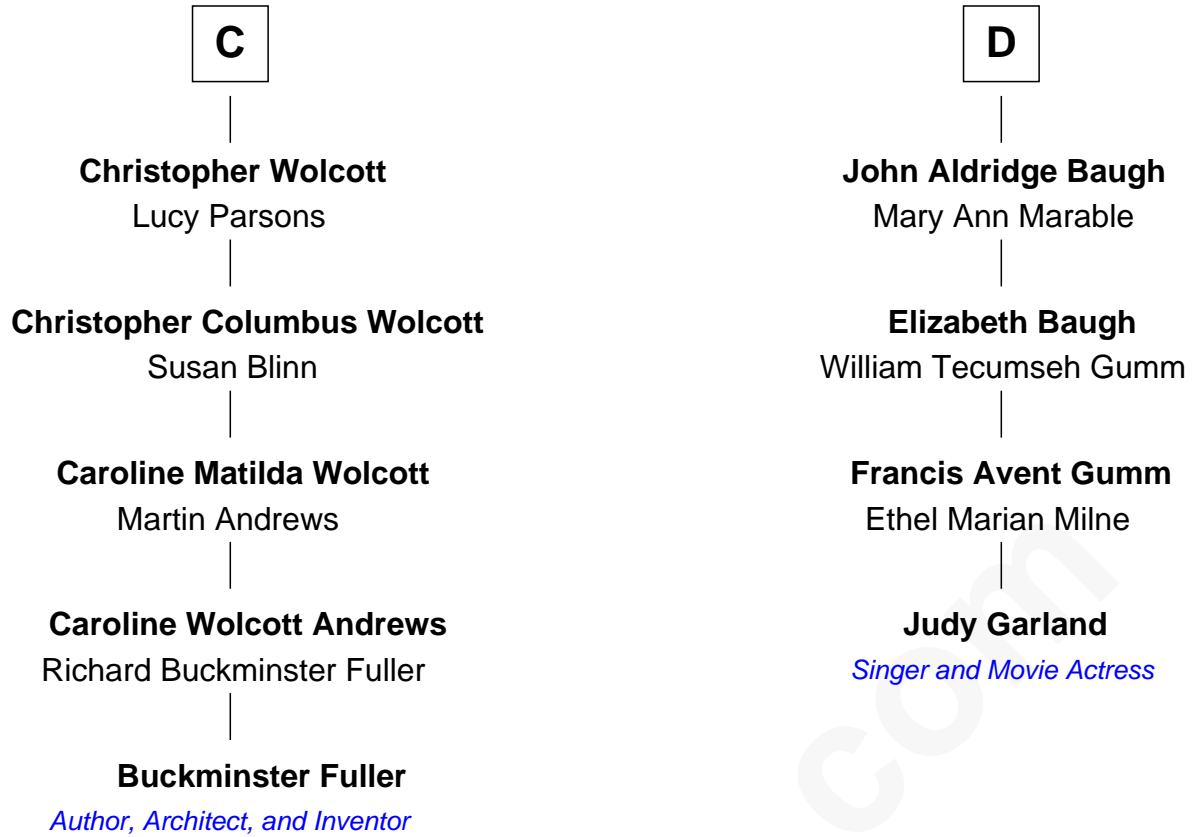 C
Christopher Wolcott
Lucy Parsons
Christopher Columbus Wolcott
Susan Blinn
Caroline Matilda Wolcott
Martin Andrews
Caroline Wolcott Andrews
Richard Buckminster Fuller
Buckminster Fuller
Author, Architect, and Inventor
D
John Aldridge Baugh
Mary Ann Marable
Elizabeth Baugh
William Tecumseh Gumm
Francis Avent Gumm
Ethel Marian Milne
Judy Garland
Singer and Movie Actress
com